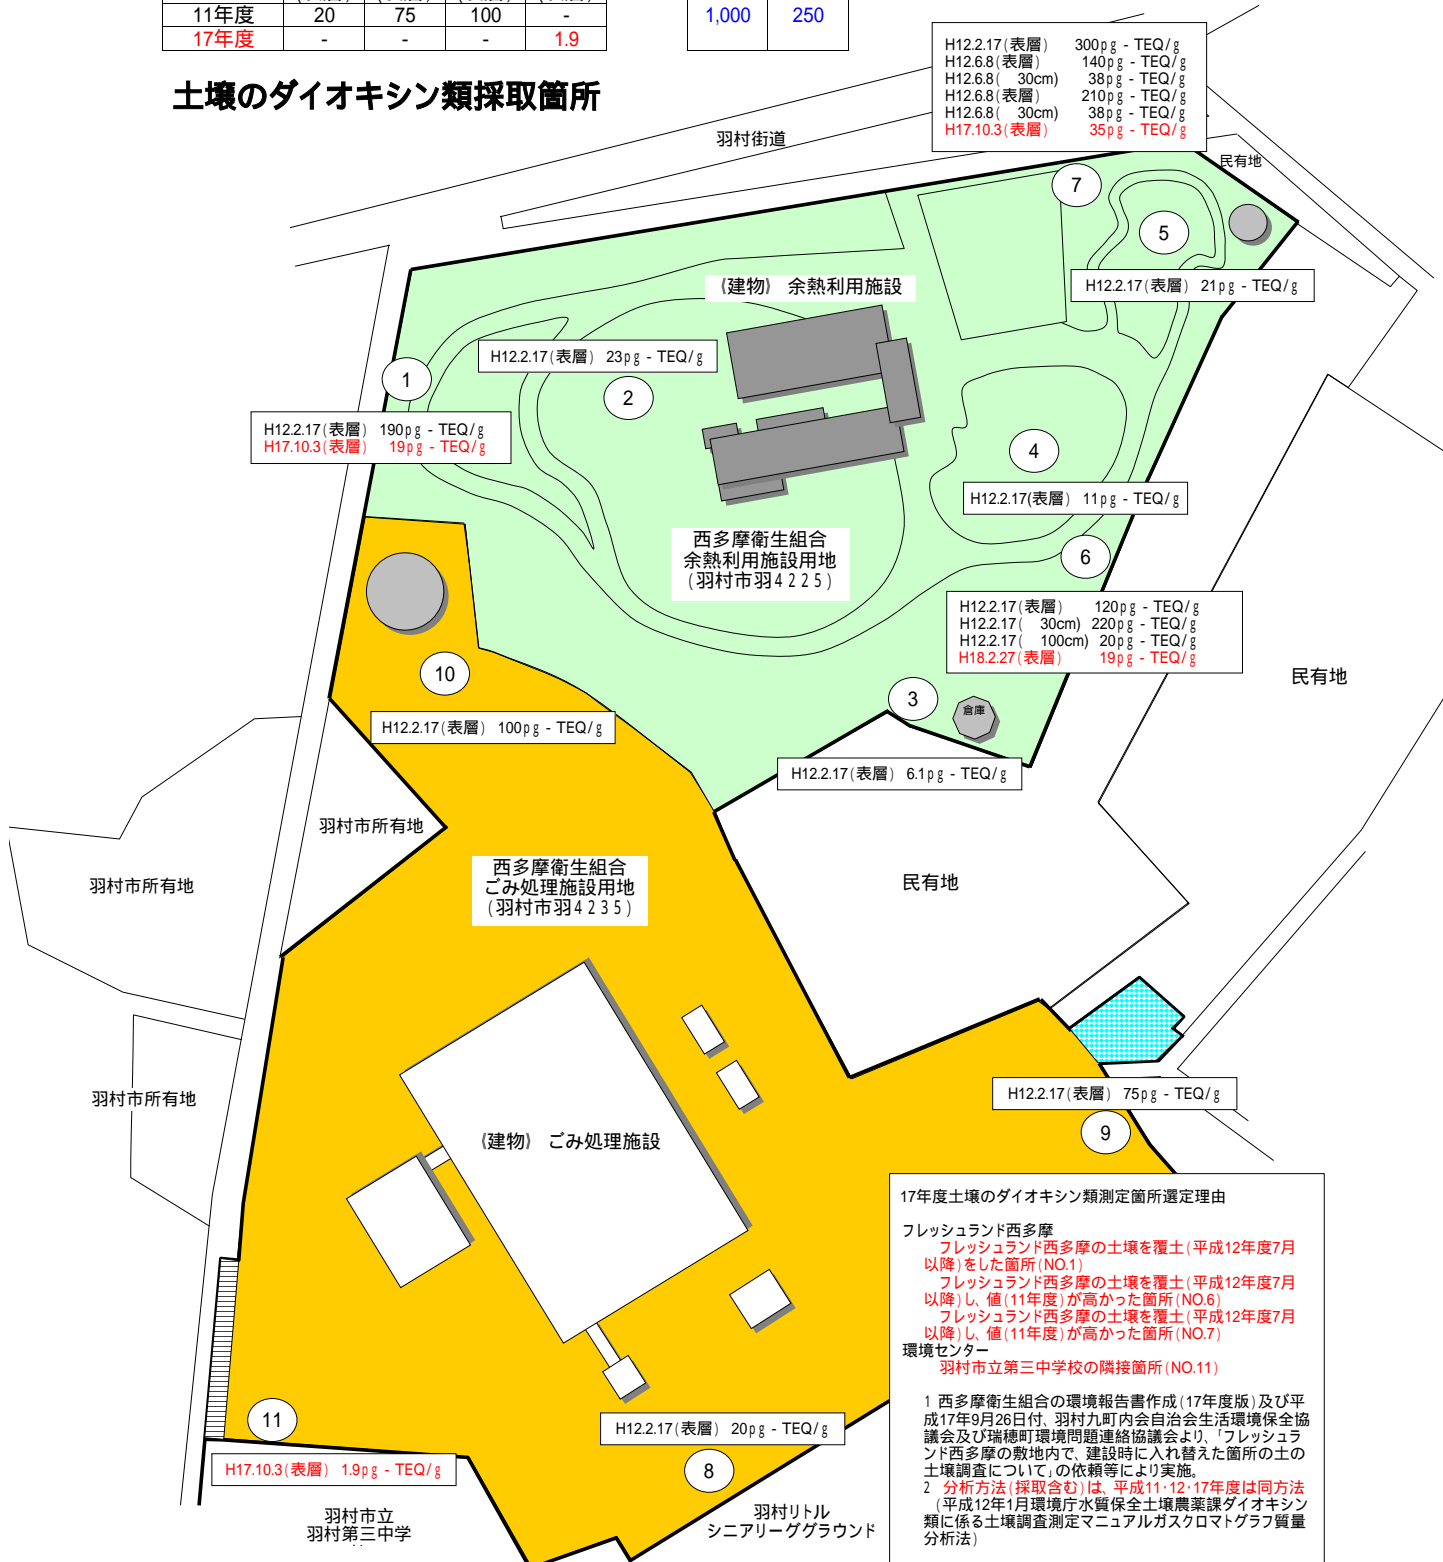 11年度 20 75 100 - 1,000 250
17年度 - - - 1.9
土壌のダイオキシン類採取箇所
H12.2.17(表層) 300pg - TEQ/g
H12.6.8(表層) 140pg - TEQ/g
H12.6.8( 30cm) 38pg - TEQ/g
H12.6.8(表層) 210pg - TEQ/g
H12.6.8( 30cm) 38pg - TEQ/g
H17.10.3(表層) 35pg - TEQ/g
羽村街道
民有地
7
5
H12.2.17(表層) 21pg - TEQ/g
(建物) 余熱利用施設
H12.2.17(表層) 23pg - TEQ/g
1
2
H12.2.17(表層) 190pg - TEQ/g
H17.10.3(表層) 19pg - TEQ/g
4
H12.2.17(表層) 11pg - TEQ/g
西多摩衛生組合
余熱利用施設用地
(羽村市羽4225)
6
H12.2.17(表層) 120pg - TEQ/g
H12.2.17( 30cm) 220pg - TEQ/g
H12.2.17( 100cm) 20pg - TEQ/g
H18.2.27(表層) 19pg - TEQ/g
民有地
10
3
倉庫
H12.2.17(表層) 100pg - TEQ/g
H12.2.17(表層) 6.1pg - TEQ/g
羽村市所有地
羽村市所有地
西多摩衛生組合
ごみ処理施設用地
(羽村市羽4235)
民有地
羽村市所有地
H12.2.17(表層) 75pg - TEQ/g
9
(建物) ごみ処理施設
17年度土壌のダイオキシン類測定箇所選定理由
フレッシュランド西多摩
フレッシュランド西多摩の土壌を覆土(平成12年度7月
以降)をした箇所(NO.1)
フレッシュランド西多摩の土壌を覆土(平成12年度7月
以降)し、値(11年度)が高かった箇所(NO.6)
フレッシュランド西多摩の土壌を覆土(平成12年度7月
以降)し、値(11年度)が高かった箇所(NO.7)
環境センター
羽村市立第三中学校の隣接箇所(NO.11)
1 西多摩衛生組合の環境報告書作成(17年度版)及び平
成17年9月26日付、羽村九町内会自治会生活環境保全協
議会及び瑞穂町環境問題連絡協議会より、「フレッシュラ
ンド西多摩の敷地内で、建設時に入れ替えた箇所の土の
土壌調査について」の依頼等により実施。
2 分析方法(採取含む)は、平成11・12・17年度は同方法
(平成12年1月環境庁水質保全土壌農薬課ダイオキシン
類に係る土壌調査測定マニュアルガスクロマトグラフ質量
分析法)
11
H17.10.3(表層) 1.9pg - TEQ/g
H12.2.17(表層) 20pg - TEQ/g
8
羽村市立
羽村第三中学
羽村リトル
シニアリーググラウンド